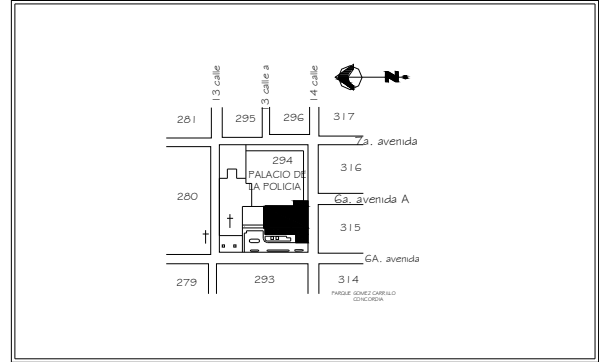 13 calle
13 calle a
14 calle
N
281
295
296
317
7a. avenida
294
PALACIO DE
LA POLICIA
316
280
6a. avenida A
315
6A. avenida
279
293
314
PARQUE GOMEZ CARRILLO
CONCORDIA